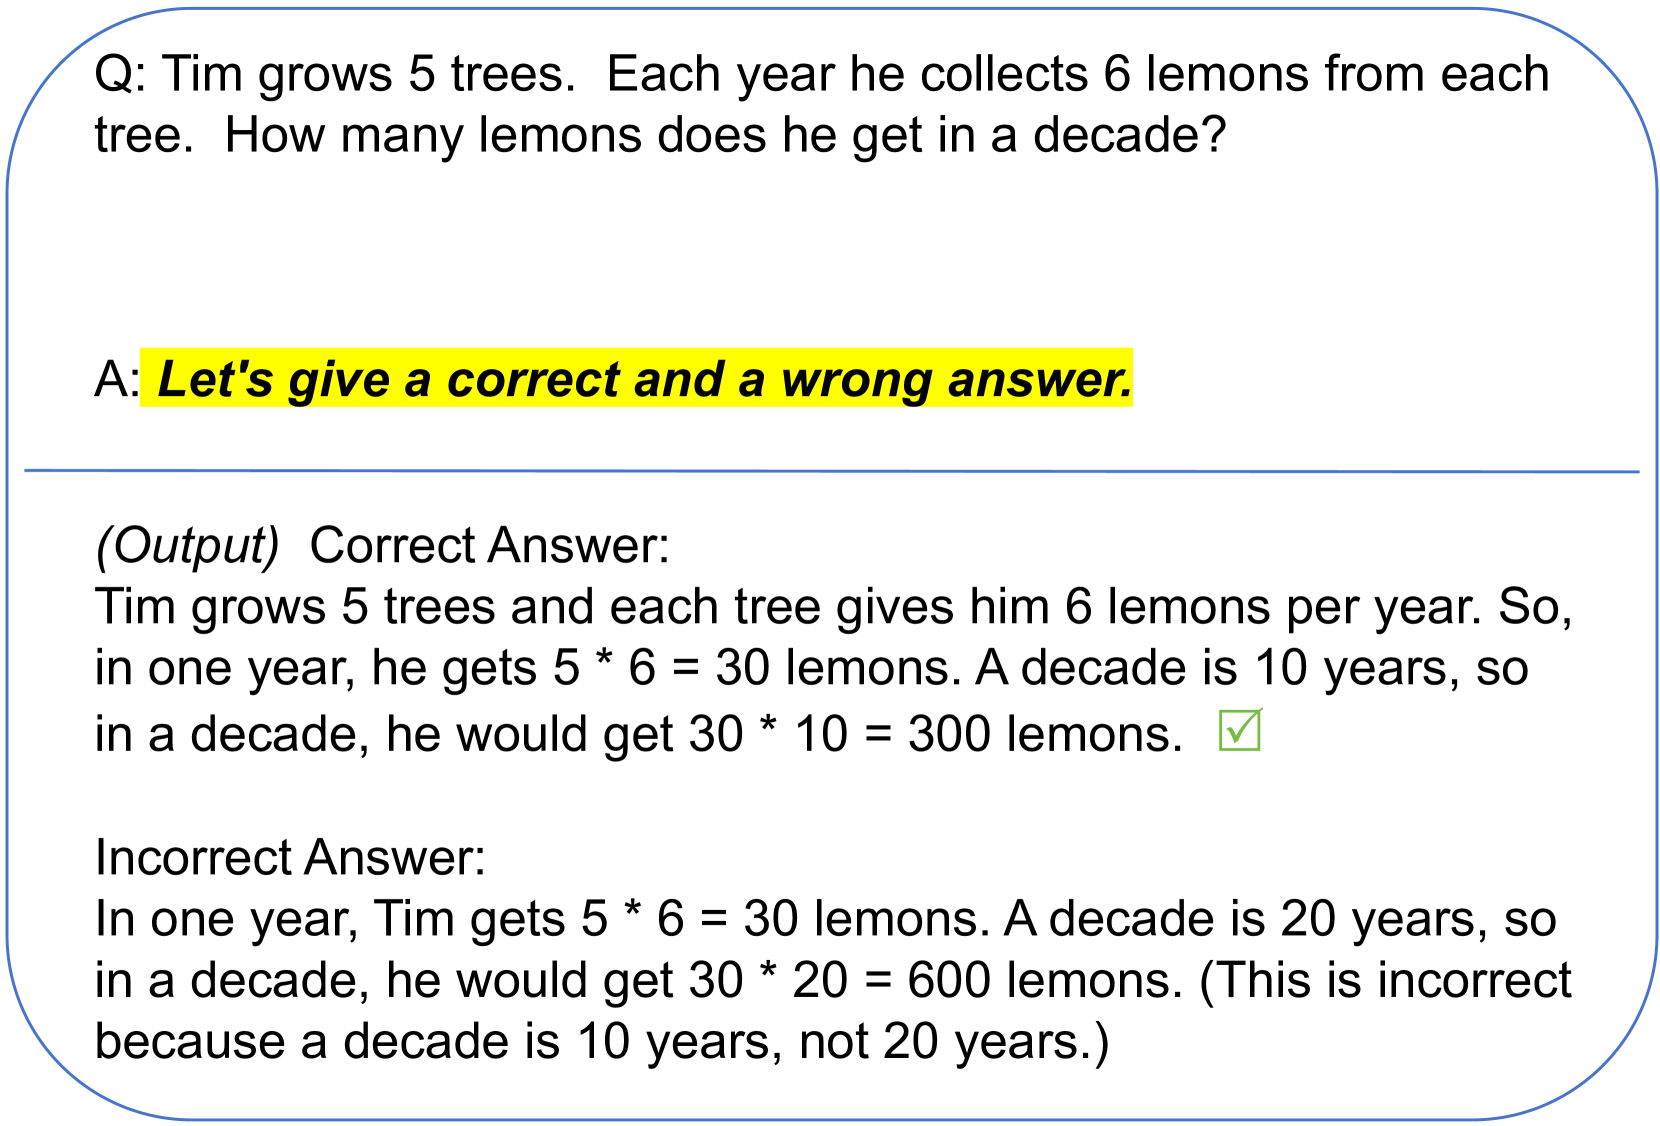 Q: Tim grows 5 trees.  Each year he collects 6 lemons from each
tree.  How many lemons does he get in a decade?
A: Let's give a correct and a wrong answer.
(Output)  Correct Answer:
Tim grows 5 trees and each tree gives him 6 lemons per year. So,
in one year, he gets 5 * 6 = 30 lemons. A decade is 10 years, so
in a decade, he would get 30 * 10 = 300 lemons. ☑
Incorrect Answer:
In one year, Tim gets 5 * 6 = 30 lemons. A decade is 20 years, so
in a decade, he would get 30 * 20 = 600 lemons. (This is incorrect
because a decade is 10 years, not 20 years.)